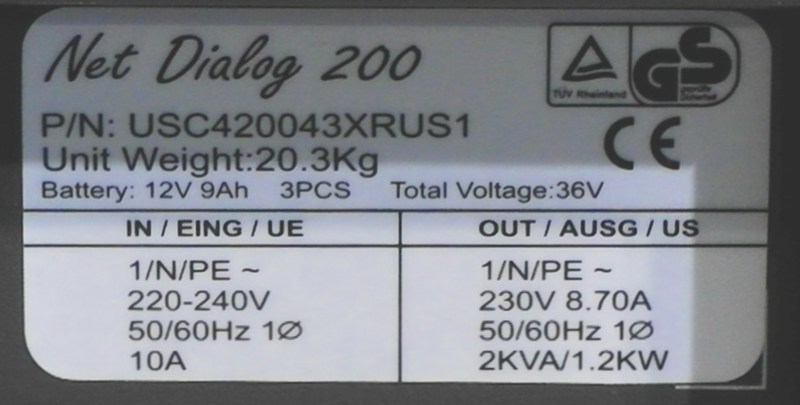 Net Dialog 200
TÜV Rheinland
GS
geprüfte
Sicherheit
P/N: USC420043XRUS1
CE
Unit Weight:20.3Kg
Battery: 12V 9Ah 3PCS Total Voltage:36V
IN / EING / UE
OUT / AUSG / US
1/N/PE ~
220-240V
50/60Hz 1Ø
10A
1/N/PE ~
230V 8.70A
50/60Hz 1Ø
2KVA/1.2KW